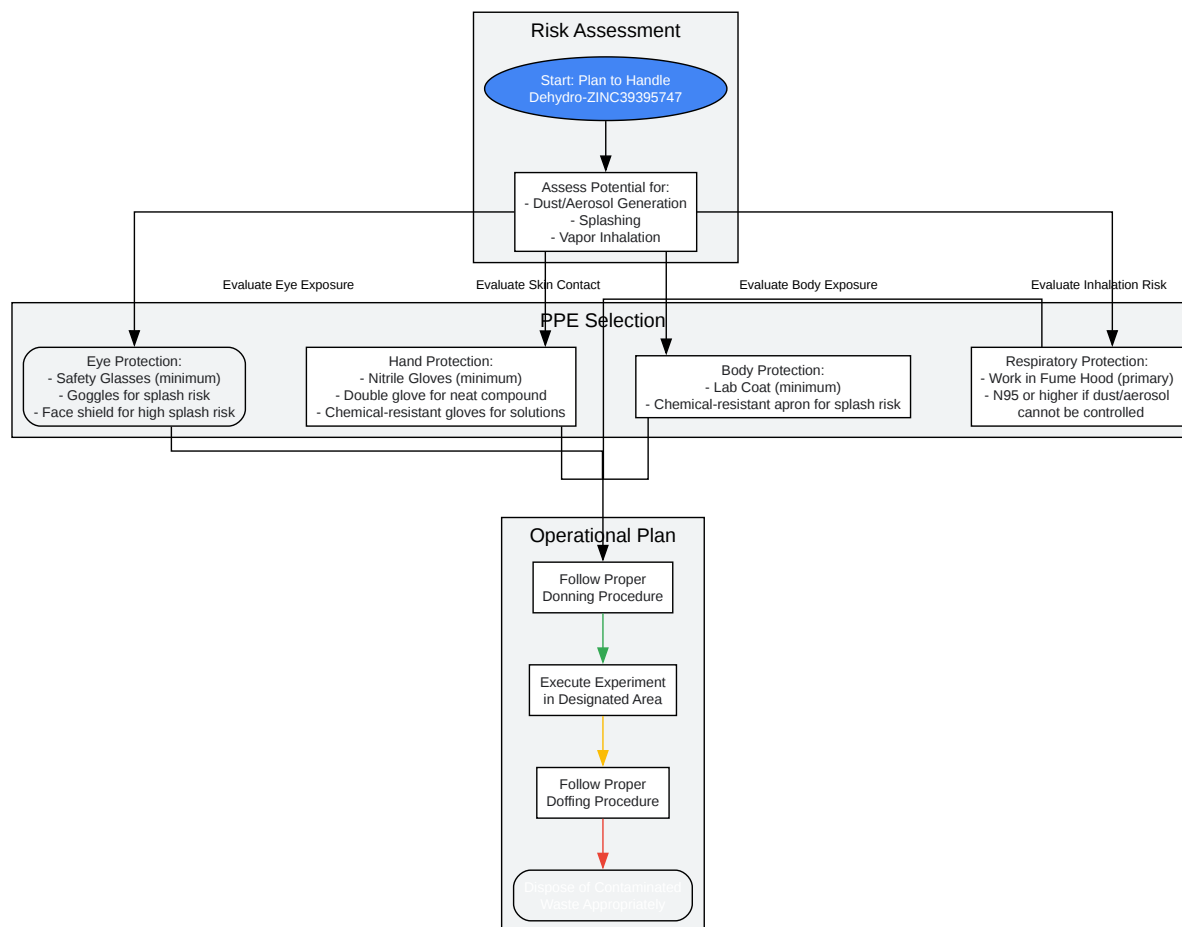 Risk Assessment
Start: Plan to Handle
Dehydro-ZINC39395747
Assess Potential for:
- Dust/Aerosol Generation
- Splashing
- Vapor Inhalation
Evaluate Eye Exposure
Evaluate Skin Contact
Evaluate Body Exposure
Evaluate Inhalation Risk
PPE Selection
Eye Protection:
- Safety Glasses (minimum)
- Goggles for splash risk
- Face shield for high splash risk
Hand Protection:
- Nitrile Gloves (minimum)
- Double glove for neat compound
- Chemical-resistant gloves for solutions
Body Protection:
- Lab Coat (minimum)
- Chemical-resistant apron for splash risk
Respiratory Protection:
- Work in Fume Hood (primary)
- N95 or higher if dust/aerosol
cannot be controlled
Operational Plan
Follow Proper
Donning Procedure
Execute Experiment
in Designated Area
Follow Proper
Doffing Procedure
Dispose of Contaminated
Waste Appropriately